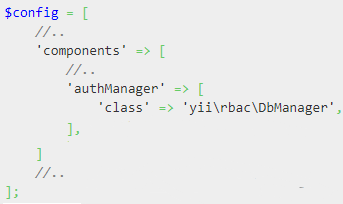 $config = [
    //..
    'components' => [
        //..
        'authManager' => [
            'class' => 'yii\rbac\DbManager',
        ],
    ]
    //..
];